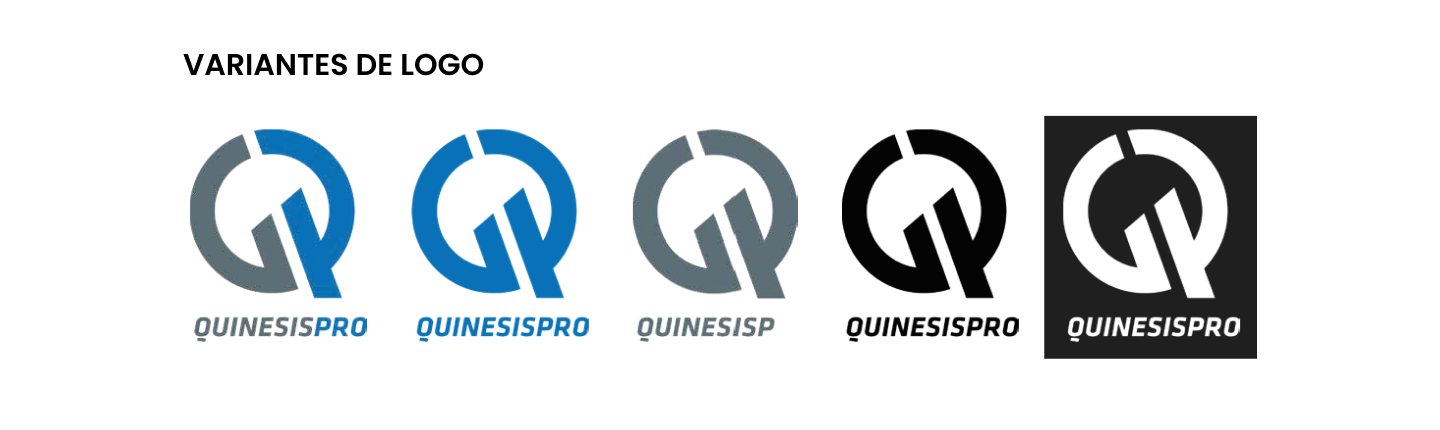 VARIANTES DE LOGO
QUINESISPRO
QUINESISPRO
QUINESISP
QUINESISPRO
QUINESISPRO